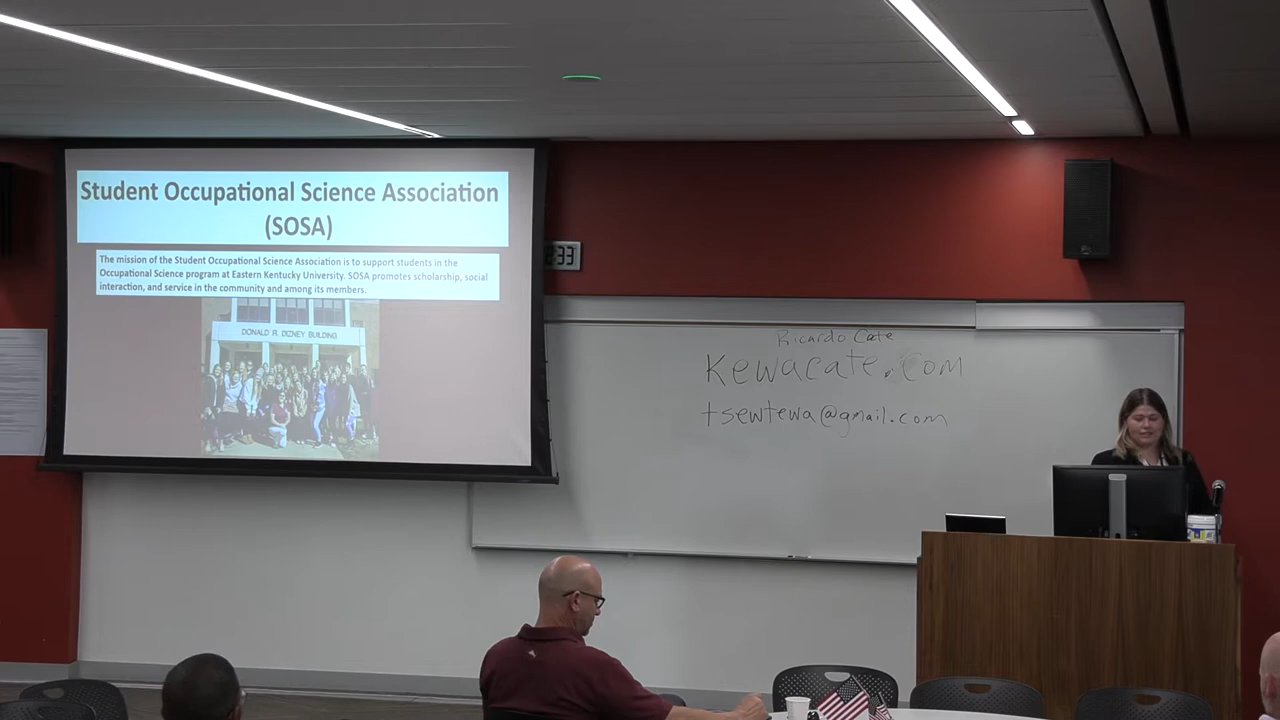 Student Occupational Science Association
(SOSA)
The mission of the Student Occupational Science Association is to support students in the
Occupational Science program at Eastern Kentucky University. SOSA promotes scholarship, social
interaction, and service in the community and among its members.
DONALD R. DIZNEY BUILDING
:33
Ricardo Cate
Kewacate.com
tsewtewa@gmail.com